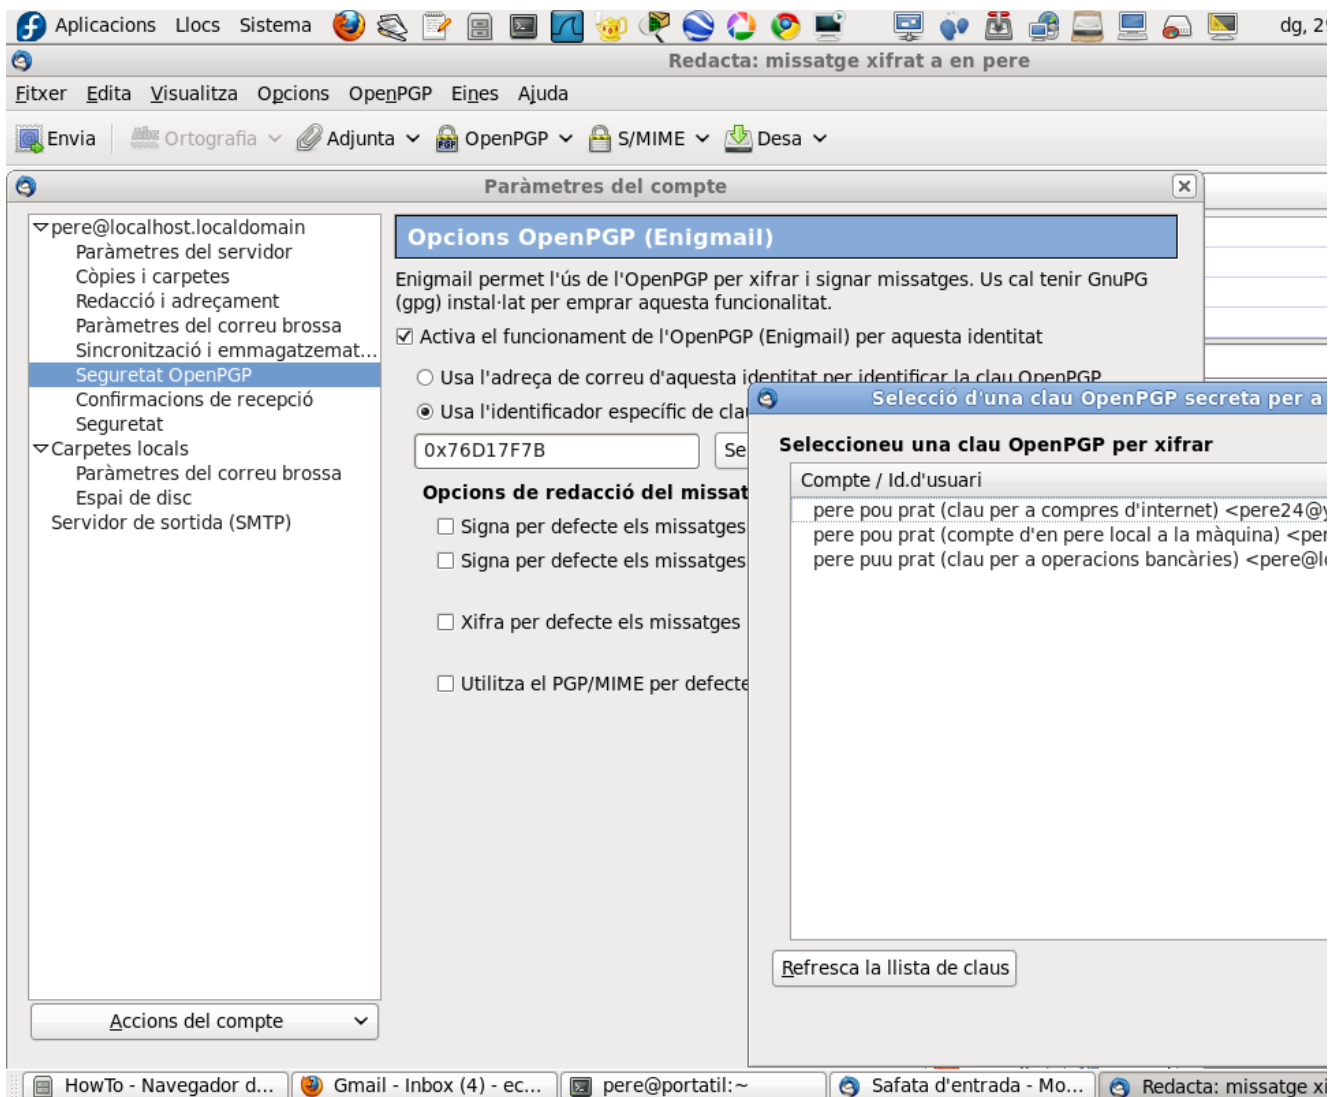 Aplicacions Llocs Sistema dg, 2
Redacta: missatge xifrat a en pere
Fitxer Edita Visualitza Opcions OpenPGP Eines Ajuda
Envia Abc Ortografia Adjunta PGP OpenPGP S/MIME Desa
Paràmetres del compte
pere@localhost.localdomain
Paràmetres del servidor
Còpies i carpetes
Redacció i adreçament
Paràmetres del correu brossa
Sincronització i emmagatzemat...
Seguretat OpenPGP
Confirmacions de recepció
Seguretat
Carpetes locals
Paràmetres del correu brossa
Espai de disc
Servidor de sortida (SMTP)
Accions del compte
Opcions OpenPGP (Enigmail)
Enigmail permet l'ús de l'OpenPGP per xifrar i signar missatges. Us cal tenir GnuPG
(gpg) instal·lat per emprar aquesta funcionalitat.
Activa el funcionament de l'OpenPGP (Enigmail) per aquesta identitat
Usa l'adreça de correu d'aquesta identitat per identificar la clau OpenPGP
Usa l'identificador específic de clau
0x76D17F7B Se
Opcions de redacció del missat
Signa per defecte els missatges
Signa per defecte els missatges
Xifra per defecte els missatges
Utilitza el PGP/MIME per defecte
Selecció d'una clau OpenPGP secreta per a
Seleccioneu una clau OpenPGP per xifrar
Compte / Id.d'usuari
pere pou prat (clau per a compres d'internet) <pere24@y
pere pou prat (compte d'en pere local a la màquina) <per
pere puu prat (clau per a operacions bancàries) <pere@lo
Refresca la llista de claus
HowTo - Navegador d... Gmail - Inbox (4) - ec... pere@portatil:~ Safata d'entrada - Mo... Redacta: missatge xi